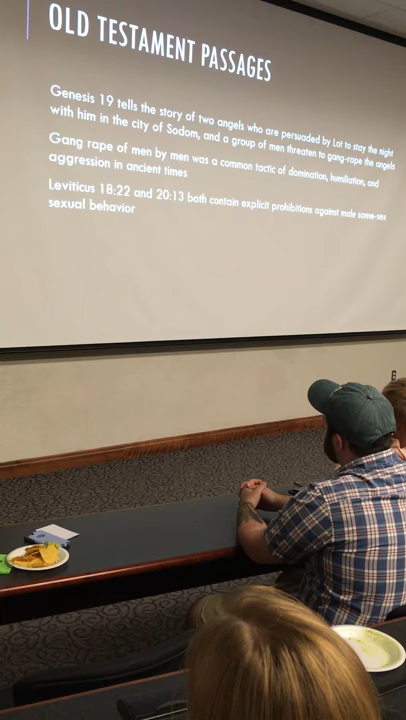 OLD TESTAMENT PASSAGES
Genesis 19 tells the story of two angels who are persuaded by Lot to stay the night
with him in the city of Sodom, and a group of men threaten to gang-rape the angels
Gang rape of men by men was a common tactic of domination, humiliation, and
aggression in ancient times
Leviticus 18:22 and 20:13 both contain explicit prohibitions against male same-sex
sexual behavior